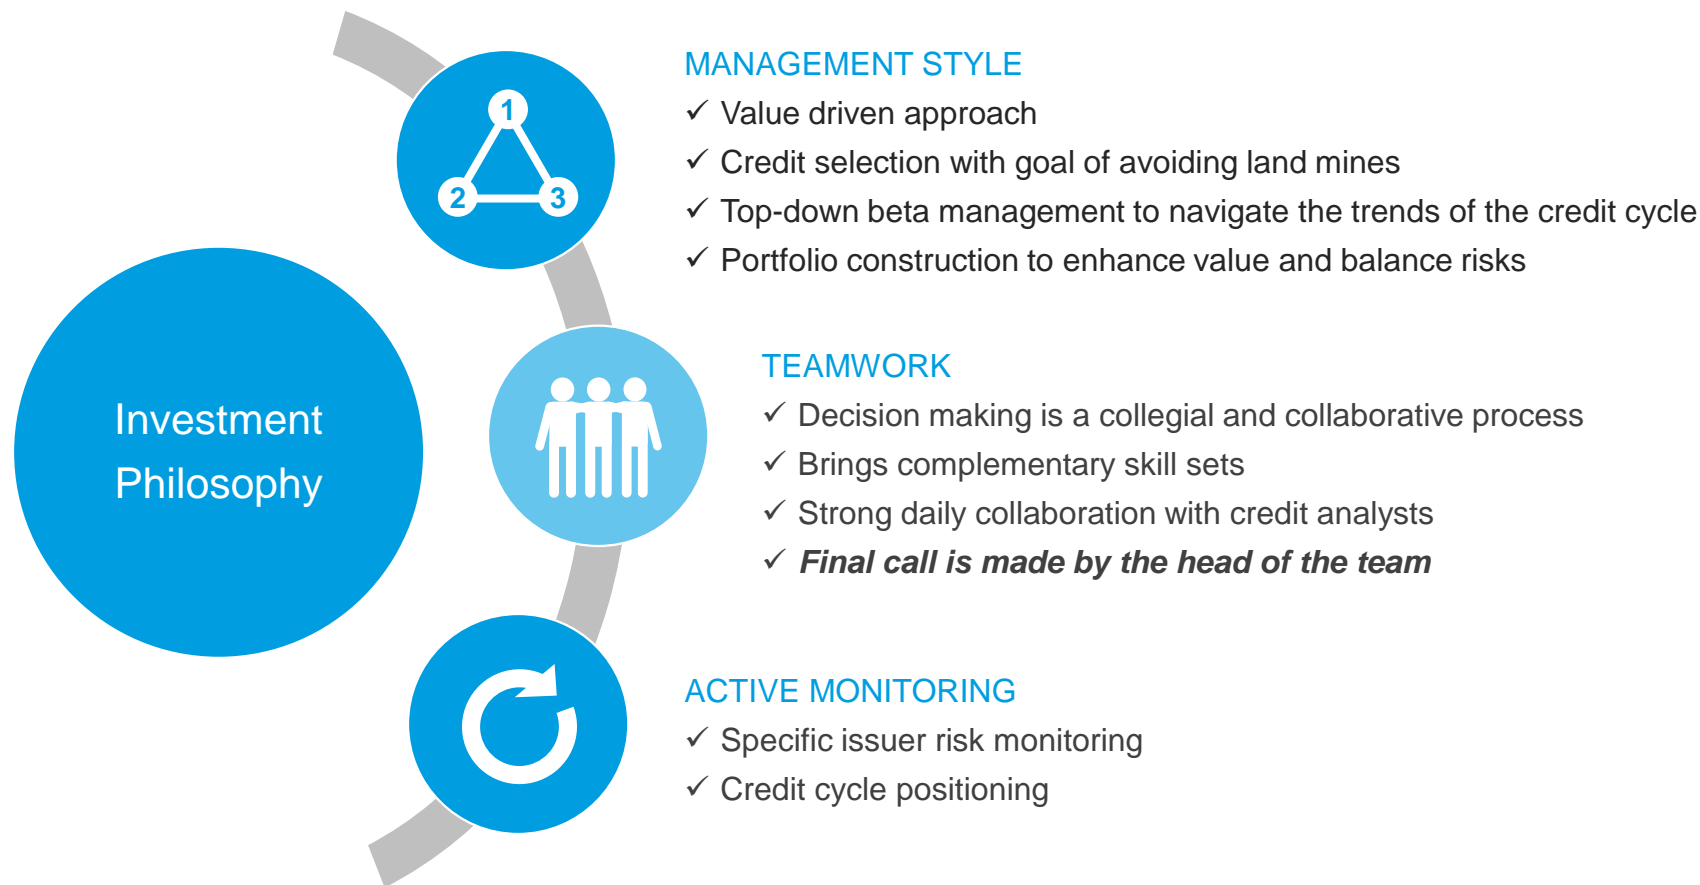 Investment
Philosophy
1
2 3
MANAGEMENT STYLE
✓ Value driven approach
✓ Credit selection with goal of avoiding land mines
✓ Top-down beta management to navigate the trends of the credit cycle
✓ Portfolio construction to enhance value and balance risks
TEAMWORK
✓ Decision making is a collegial and collaborative process
✓ Brings complementary skill sets
✓ Strong daily collaboration with credit analysts
✓ Final call is made by the head of the team
ACTIVE MONITORING
✓ Specific issuer risk monitoring
✓ Credit cycle positioning